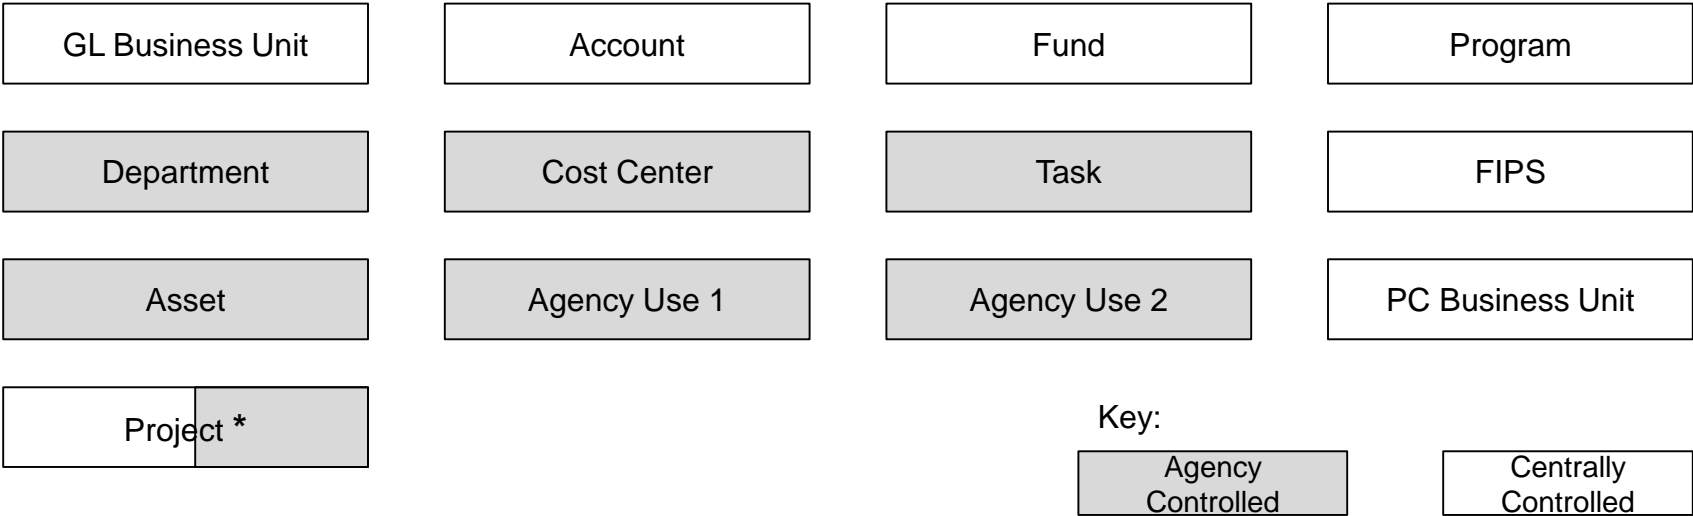 GL Business Unit
Account
Fund
Program
Department
Cost Center
Task
FIPS
Asset
Agency Use 1
Agency Use 2
PC Business Unit
Project *
Key:
Agency
Controlled
Centrally
Controlled